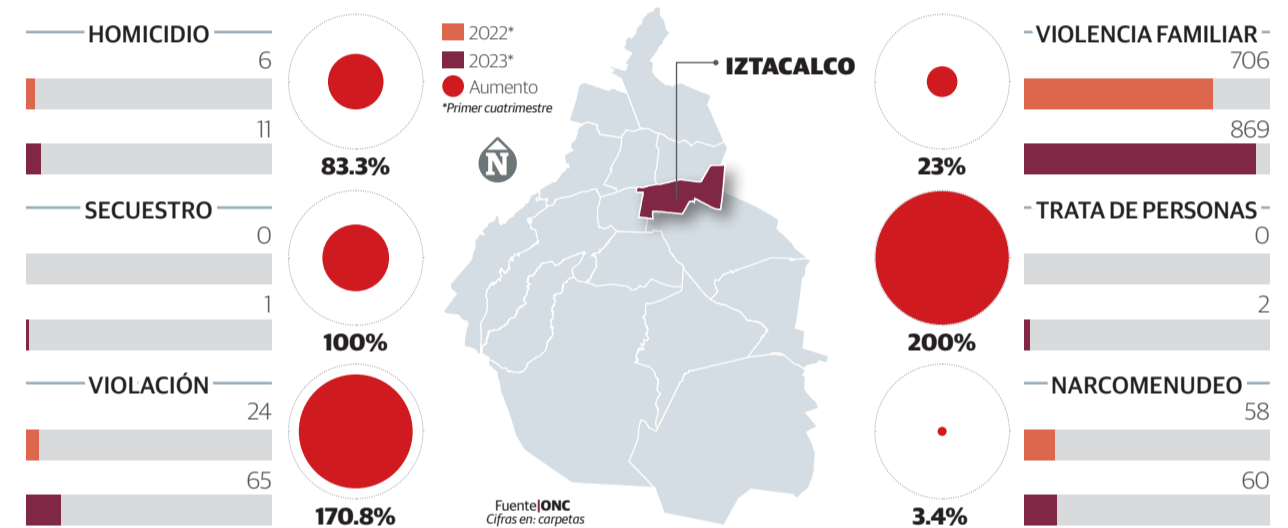 HOMICIDIO
6
11
83.3%
SECUESTRO
0
1
100%
VIOLACIÓN
24
65
170.8%
2022*
2023*
Aumento
*Primer cuatrimestre
N
IZTACALCO
Fuente|ONC
Cifras en: carpetas
VIOLENCIA FAMILIAR
706
869
23%
TRATA DE PERSONAS
0
2
200%
NARCOMENUDEO
58
60
3.4%